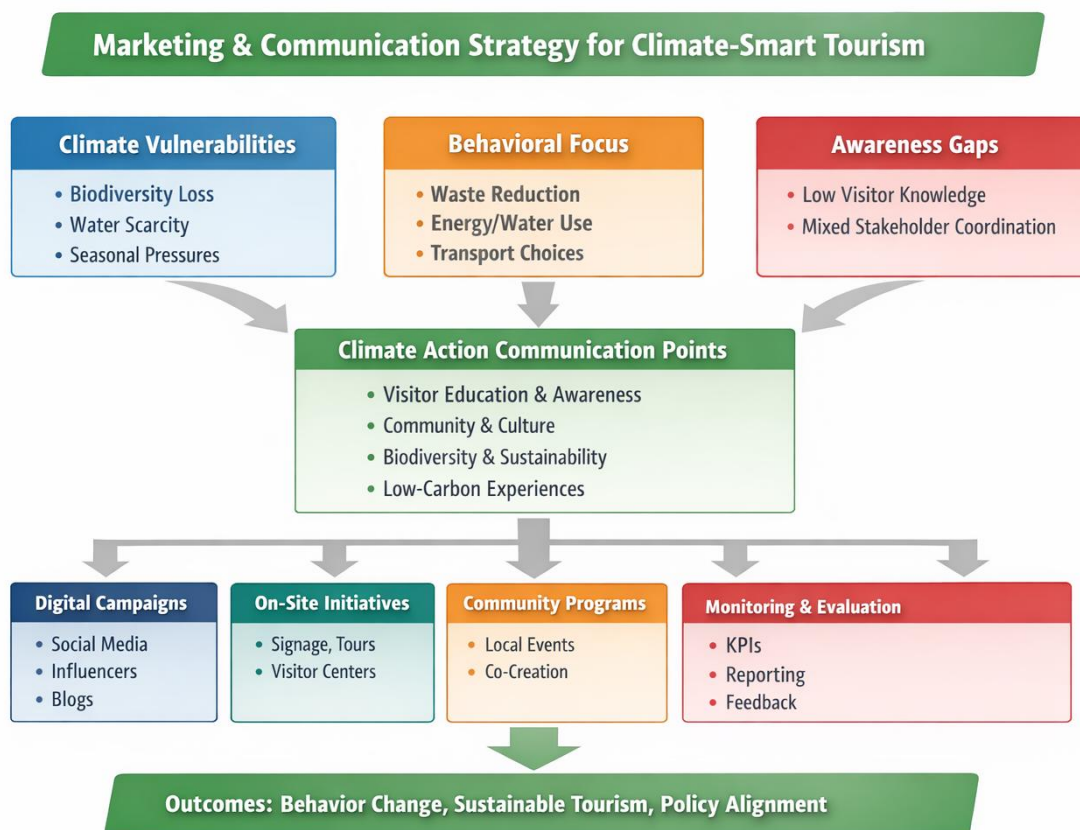 Marketing & Communication Strategy for Climate-Smart Tourism
Climate Vulnerabilities
• Biodiversity Loss
• Water Scarcity
• Seasonal Pressures
Behavioral Focus
• Waste Reduction
• Energy/Water Use
• Transport Choices
Awareness Gaps
• Low Visitor Knowledge
• Mixed Stakeholder Coordination
Climate Action Communication Points
• Visitor Education & Awareness
• Community & Culture
• Biodiversity & Sustainability
• Low-Carbon Experiences
Digital Campaigns
• Social Media
• Influencers
• Blogs
On-Site Initiatives
• Signage, Tours
• Visitor Centers
Community Programs
• Local Events
• Co-Creation
Monitoring & Evaluation
• KPIs
• Reporting
• Feedback
Outcomes: Behavior Change, Sustainable Tourism, Policy Alignment